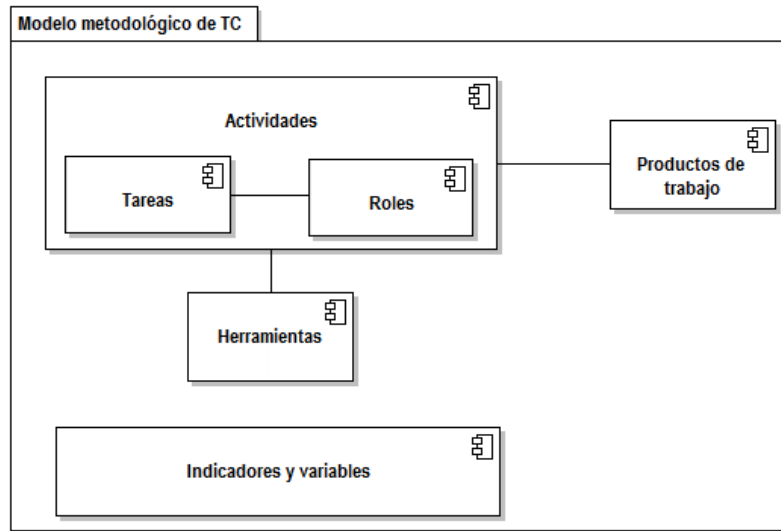 Modelo metodológico de TC
Actividades
Tareas
Roles
Productos de
trabajo
Herramientas
Indicadores y variables